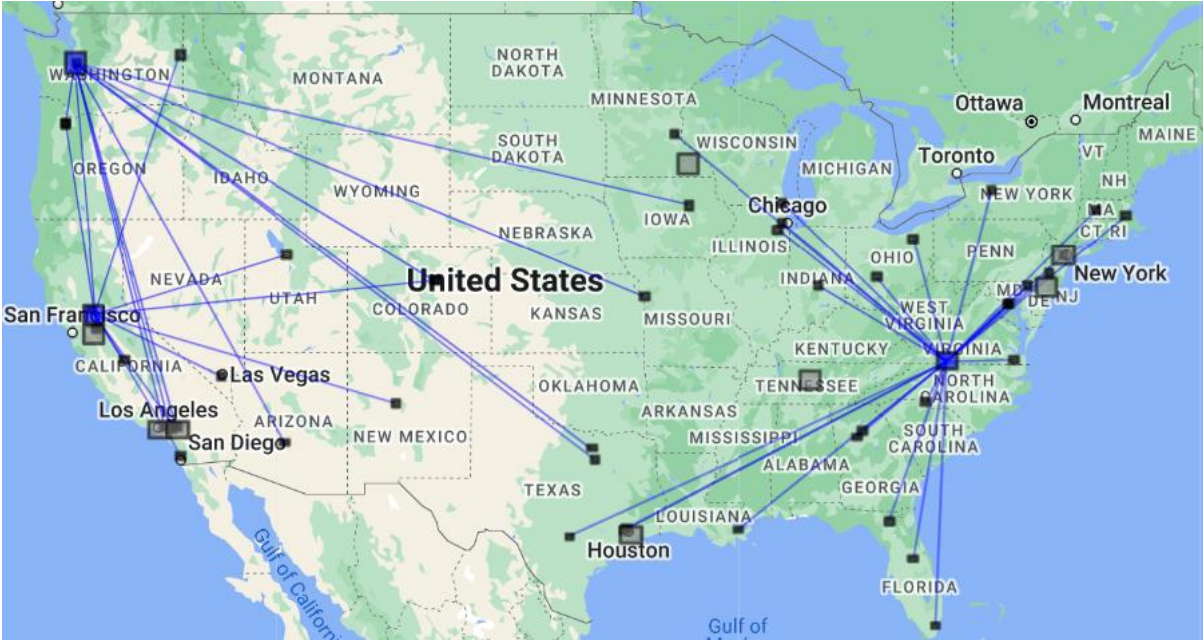 WASHINGTON
MONTANA
NORTH
DAKOTA
MINNESOTA
Ottawa
Montreal
MAINE
OREGON
IDAHO
SOUTH
DAKOTA
WISCONSIN
MICHIGAN
Toronto
VT
NH
WYOMING
IOWA
Chicago
NEW YORK
MA
CT RI
NEBRASKA
ILLINOIS
INDIANA
OHIO
PENN
New York
NEVADA
UTAH
United States
COLORADO
KANSAS
MISSOURI
WEST
VIRGINIA
MD
DE
NJ
San Francisco
CALIFORNIA
Las Vegas
KENTUCKY
VIRGINIA
Los Angeles
ARIZONA
NEW MEXICO
OKLAHOMA
ARKANSAS
TENNESSEE
NORTH
CAROLINA
San Diego
MISSISSIPPI
ALABAMA
SOUTH
CAROLINA
GEORGIA
TEXAS
LOUISIANA
Houston
FLORIDA
Gulf of
Gulf of